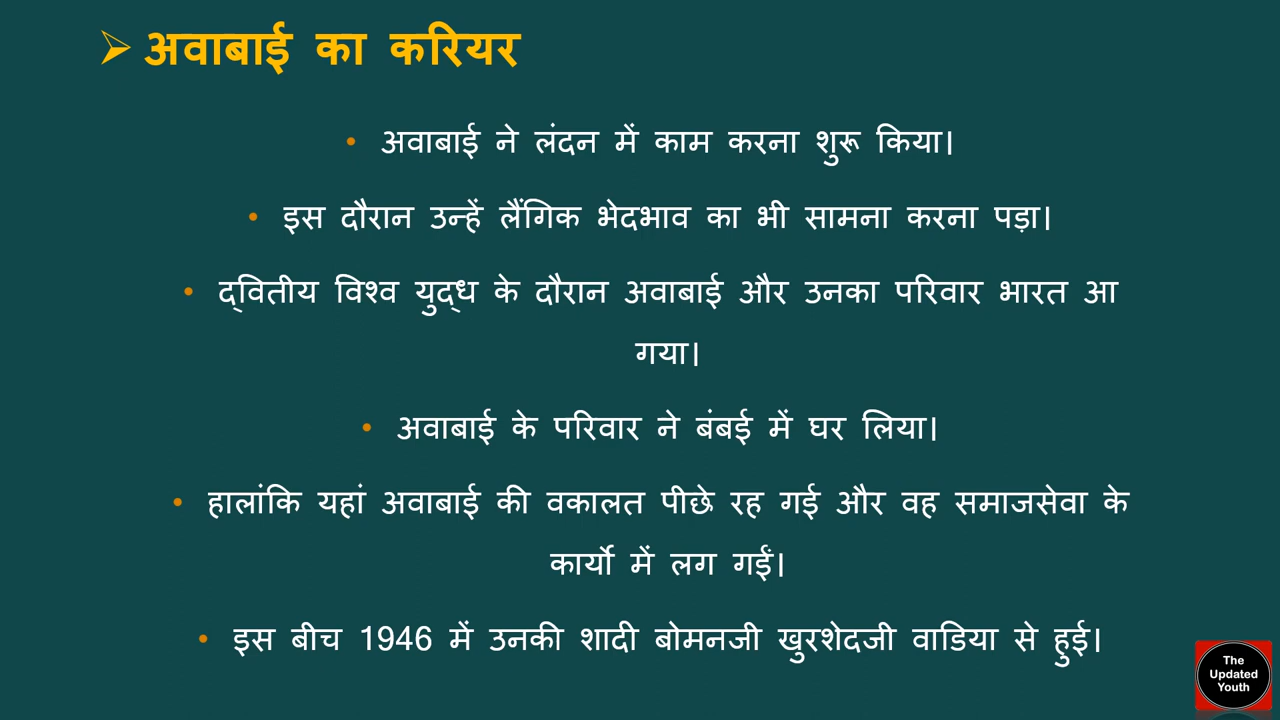 ➢ अवाबाई का करियर
• अवाबाई ने लंदन में काम करना शुरू किया।
• इस दौरान उन्हें लैंगिक भेदभाव का भी सामना करना पड़ा।
• द्वितीय विश्व युद्ध के दौरान अवाबाई और उनका परिवार भारत आ
गया।
• अवाबाई के परिवार ने बंबई में घर लिया।
• हालांकि यहां अवाबाई की वकालत पीछे रह गई और वह समाजसेवा के
कार्यो में लग गईं।
• इस बीच 1946 में उनकी शादी बोमनजी खुरशेदजी वाडिया से हुई।
The
Updated
Youth